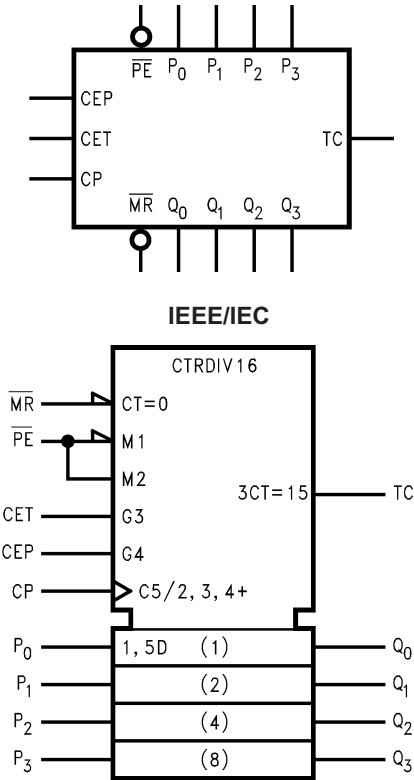 PE P0 P1 P2 P3
CEP
CET TC
CP
MR Q0 Q1 Q2 Q3
IEEE/IEC
CTRDIV16
MR CT=0
PE M1
M2
3CT=15 TC
CET G3
CEP G4
CP C5/2,3,4+
P0 1,5D (1) Q0
P1 (2) Q1
P2 (4) Q2
P3 (8) Q3